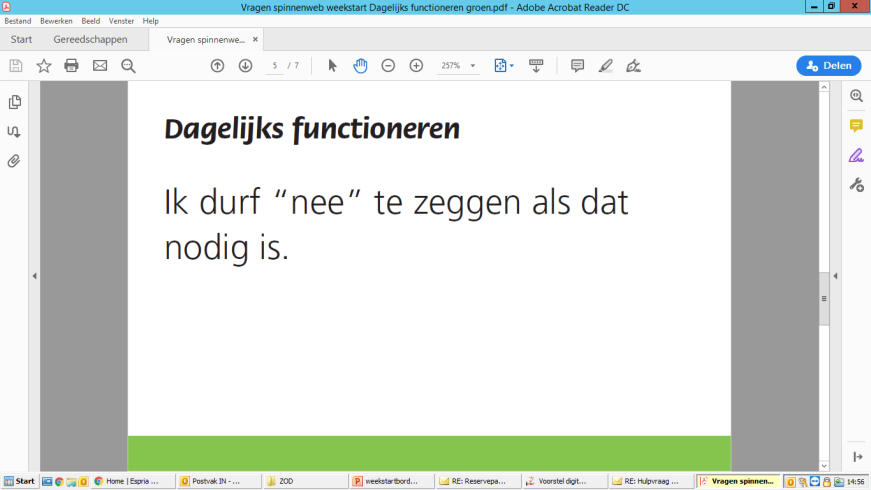 Vragen spinnenweb weekstart Dagelijks functioneren groen.pdf - Adobe Acrobat Reader DC
Bestand Bewerken Beeld Venster Help
Start Gereedschappen Vragen spinnenwe... ×
5 / 7 257% Delen
Dagelijks functioneren
Ik durf “nee” te zeggen als dat
nodig is.
Start Home | Espria ... Postvak IN - ... ZOD weekstartbord... RE: Reservepa... Voorstel digit... RE: Hulpvraag ... Vragen spinnen... 14:56